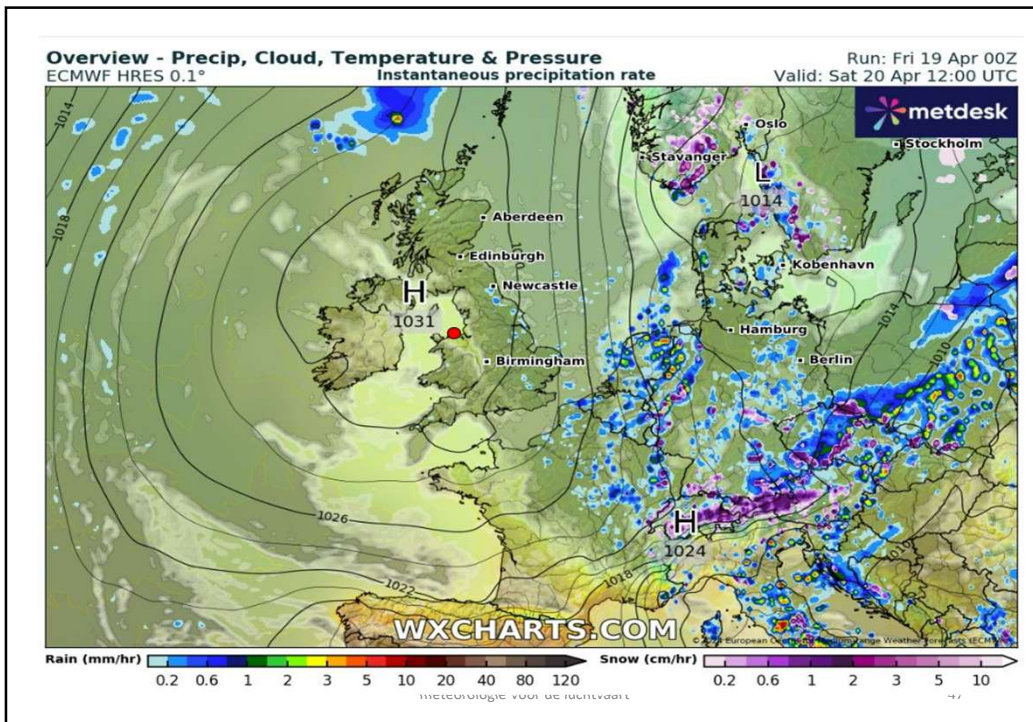 Overview - Precip, Cloud, Temperature & Pressure
ECMWF HRES 0.1°
Instantaneous precipitation rate
Run: Fri 19 Apr 00Z
Valid: Sat 20 Apr 12:00 UTC
metdesk
1014
1018
Oslo
Stavanger
Stockholm
L
1014
Aberdeen
Edinburgh
Kobenhavn
Newcastle
H
1031
1014
Hamburg
Birmingham
Berlin
1010
1026
H
1024
1018
1022
WXCHARTS.COM
Rain (mm/hr)
0.2 0.6 1 2 3 5 10 20 40 80 120
Snow (cm/hr)
0.2 0.6 1 2 3 5 10
Meteorologie voor de luchtvaart
47